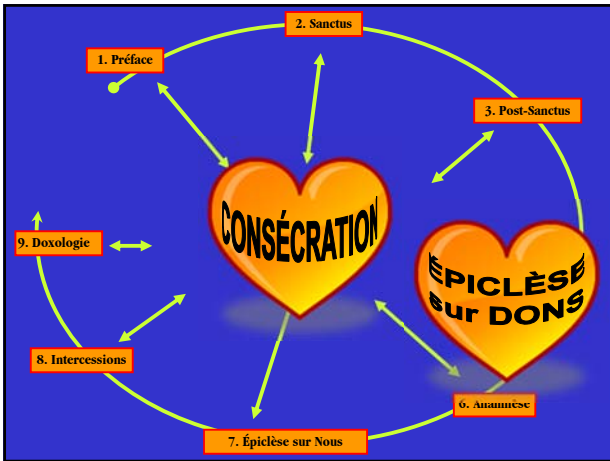 1. Préface
2. Sanctus
3. Post-Sanctus
CONSÉCRATION
ÉPICLÈSE
sur DONS
6. Anamnèse
7. Épiclèse sur Nous
8. Intercessions
9. Doxologie